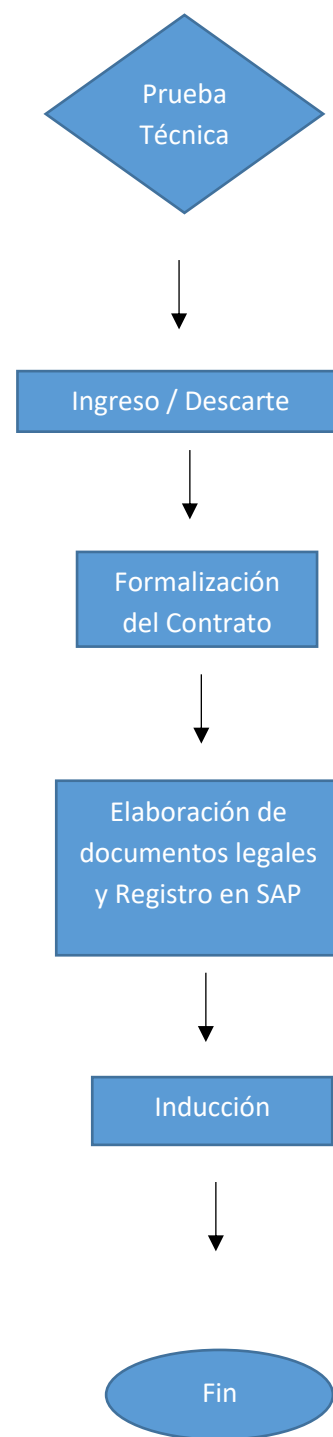 Prueba
Técnica
Ingreso / Descarte
Formalización
del Contrato
Elaboración de
documentos legales
y Registro en SAP
Inducción
Fin